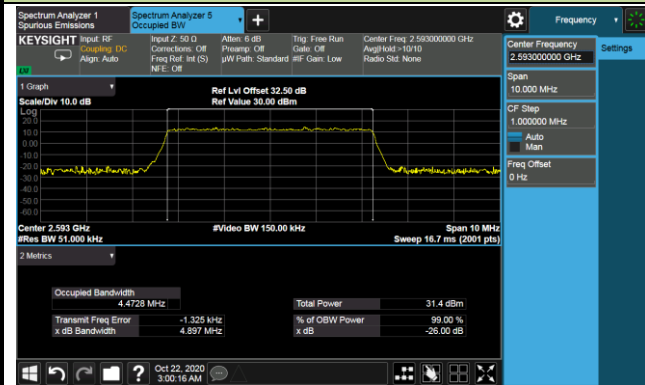 Spectrum Analyzer 1
Spurious Emissions
Spectrum Analyzer 5
Occupied BW
Frequency
KEYSIGHT
Input: RF
Coupling: DC
Align: Auto
Input Z: 50 Ω
Corrections: Off
Freq Ref: Int (S)
NFE: Off
Atten: 6 dB
Preamp: Off
µW Path: Standard
Trig: Free Run
Gate: Off
#IF Gain: Low
Center Freq: 2.593000000 GHz
Avg|Hold:>10/10
Radio Std: None
Center Frequency
2.593000000 GHz
Settings
Span
10.000 MHz
CF Step
1.000000 MHz
Auto
Man
Freq Offset
0 Hz
1 Graph
Scale/Div 10.0 dB
Ref Lvl Offset 32.50 dB
Ref Value 30.00 dBm
Log
20.0
10.0
0.00
-10.0
-20.0
-30.0
-40.0
-50.0
-60.0
Center 2.593 GHz
#Res BW 51.000 kHz
#Video BW 150.00 kHz
Span 10 MHz
Sweep 16.7 ms (2001 pts)
2 Metrics
Occupied Bandwidth
4.4728 MHz
Total Power 31.4 dBm
Transmit Freq Error -1.325 kHz
% of OBW Power 99.00 %
x dB Bandwidth 4.897 MHz
x dB -26.00 dB
Oct 22, 2020
3:00:16 AM